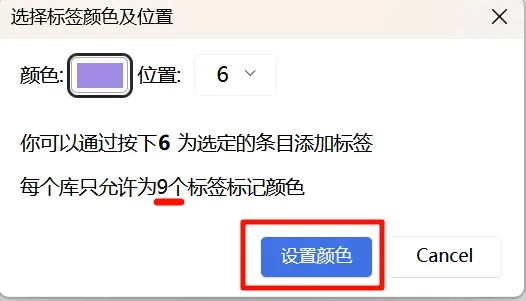 选择标签颜色及位置
颜色: 位置: 6
你可以通过按下6 为选定的条目添加标签
每个库只允许为9个标签标记颜色
设置颜色 Cancel